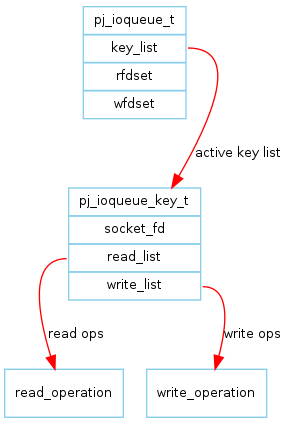 pj_ioqueue_t
key_list
rfdset
wfdset
active key list
pj_ioqueue_key_t
socket_fd
read_list
write_list
read ops
write ops
read_operation
write_operation